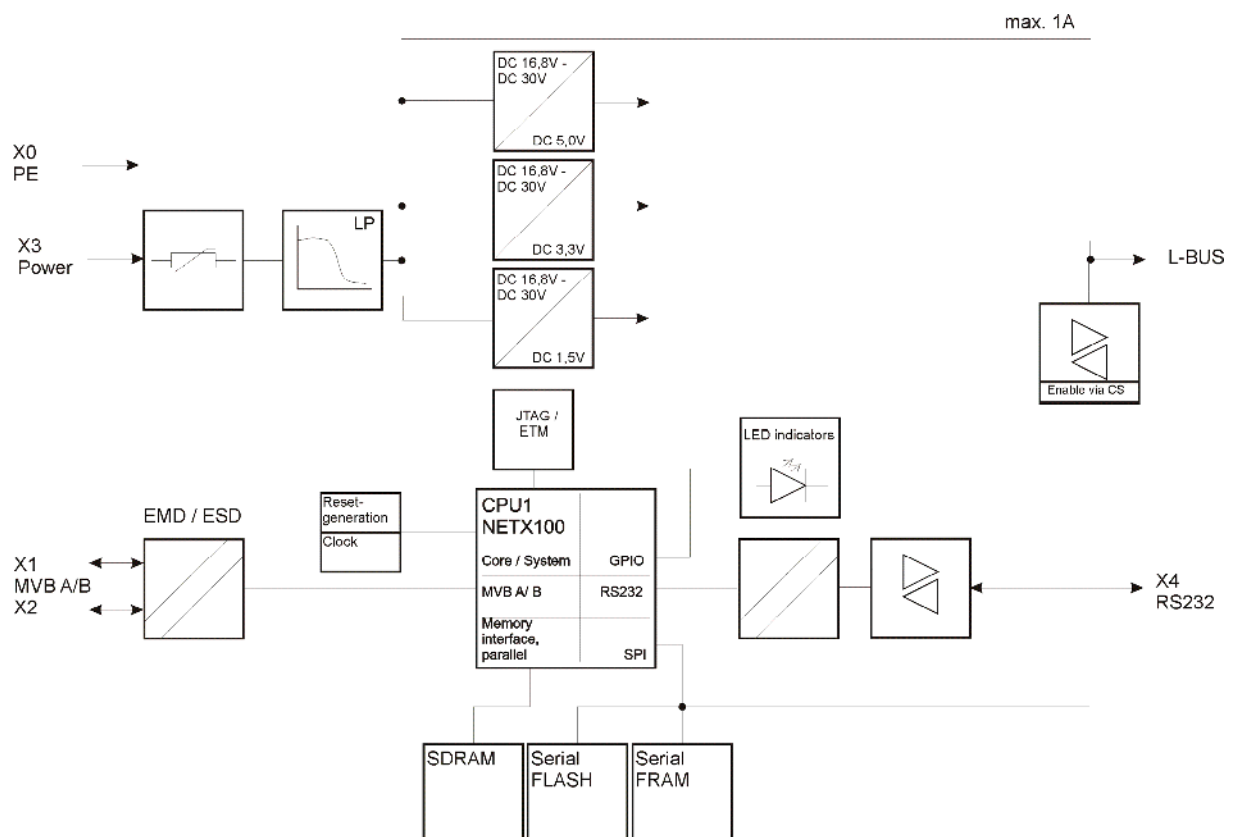 max. 1A
DC 16,8V -
DC 30V
DC 5,0V
X0
PE
DC 16,8V -
DC 30V
DC 3,3V
LP
X3
Power
L-BUS
DC 16,8V -
DC 30V
DC 1,5V
Enable via CS
JTAG /
ETM
LED indicators
EMD / ESD
Reset-
generation
Clock
CPU1
NETX100
Core / System
GPIO
X1
MVB A/B
X2
MVB A/ B
RS232
X4
RS232
Memory
interface,
parallel
SPI
SDRAM
Serial
FLASH
Serial
FRAM